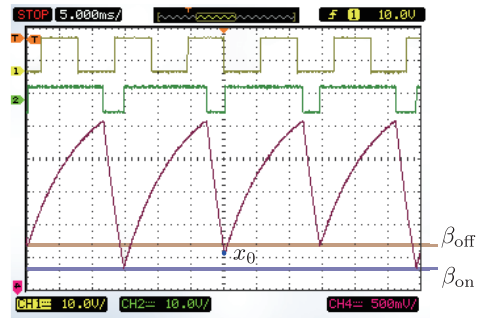 STOP 5.000ms/ 1 10.0V
T T
1
2
x0
βoff
βon
CH1 10.0V/ CH2 10.0V/ CH4 500mV/